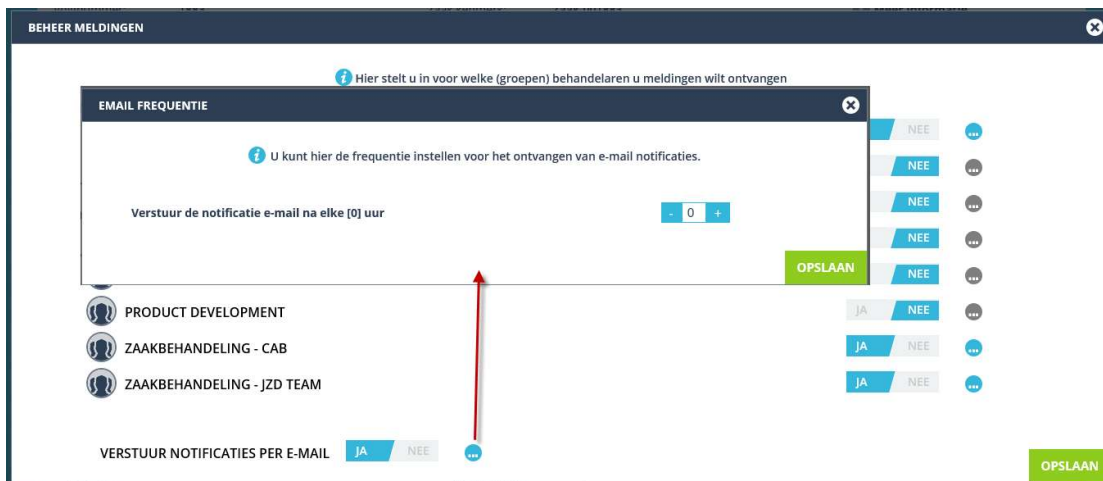 BEHEER MELDINGEN
Hier stelt u in voor welke (groepen) behandelaren u meldingen wilt ontvangen
EMAIL FREQUENTIE
NEE
U kunt hier de frequentie instellen voor het ontvangen van e-mail notificaties.
NEE
Verstuur de notificatie e-mail na elke [0] uur - 0 +
NEE
NEE
OPSLAAN
NEE
PRODUCT DEVELOPMENT JA NEE
ZAAKBEHANDELING - CAB JA NEE
ZAAKBEHANDELING - JZD TEAM JA NEE
VERSTUUR NOTIFICATIES PER E-MAIL JA NEE
OPSLAAN